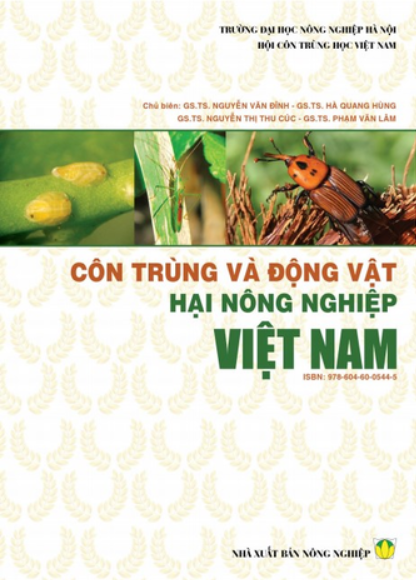 TRƯỜNG ĐẠI HỌC NÔNG NGHIỆP HÀ NỘI
HỘI CÔN TRÙNG HỌC VIỆT NAM
Chủ biên: GS.TS. NGUYỄN VĂN ĐĨNH - GS.TS. HÀ QUANG HÙNG
GS.TS. NGUYỄN THỊ THU CÚC - GS.TS. PHẠM VĂN LẦM
CÔN TRÙNG VÀ ĐỘNG VẬT
HẠI NÔNG NGHIỆP
VIỆT NAM
ISBN: 978-604-60-0544-5
NHÀ XUẤT BẢN NÔNG NGHIỆP